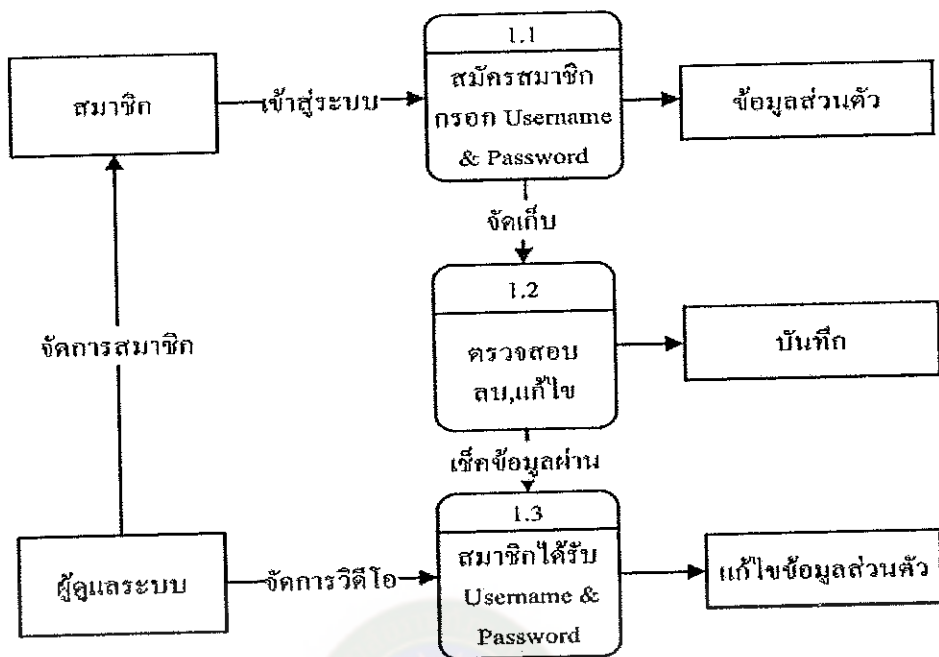 1.1
สมาชิก
เข้าสู่ระบบ
สมัครสมาชิก
กรอก Username
& Password
ข้อมูลส่วนตัว
จัดเก็บ
1.2
จัดการสมาชิก
ตรวจสอบ
ลบ,แก้ไข
บันทึก
เช็คข้อมูลผ่าน
1.3
ผู้ดูแลระบบ
จัดการวิดีโอ
สมาชิกได้รับ
Username &
Password
แก้ไขข้อมูลส่วนตัว